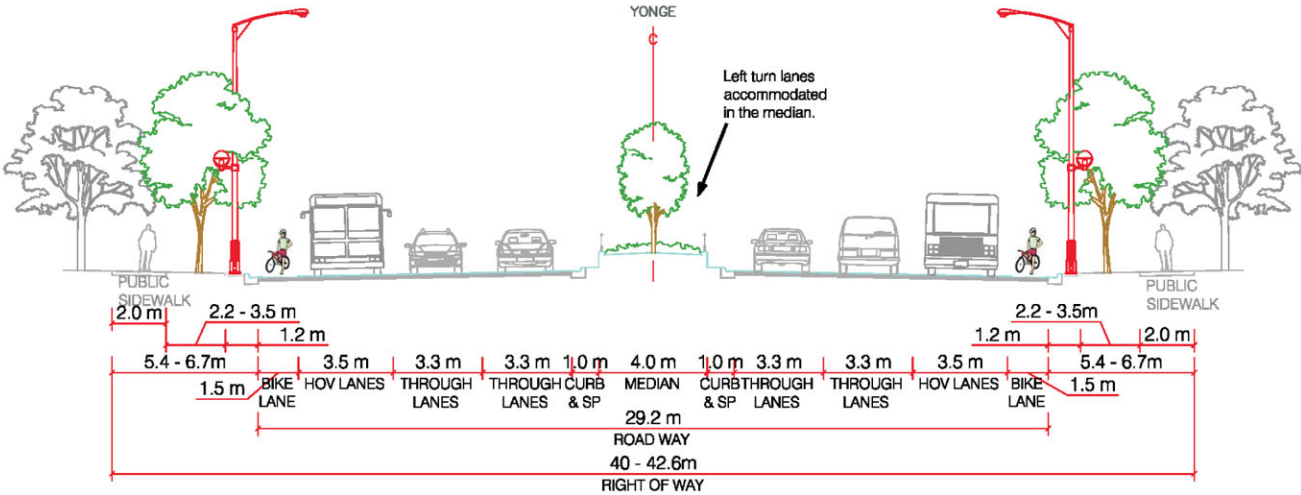 YONGE
℄
Left turn lanes
accommodated
in the median.
PUBLIC
SIDEWALK
PUBLIC
SIDEWALK
2.0 m
2.2 - 3.5 m
1.2 m
1.2 m
2.2 - 3.5m
2.0 m
5.4 - 6.7m
3.5 m
3.3 m
3.3 m
1.0 m
4.0 m
1.0 m
3.3 m
3.3 m
3.5 m
5.4 - 6.7m
1.5 m
BIKE
LANE
HOV LANES
THROUGH
LANES
THROUGH
LANES
CURB
& SP
MEDIAN
CURB
& SP
THROUGH
LANES
THROUGH
LANES
HOV LANES
BIKE
LANE
1.5 m
29.2 m
ROAD WAY
40 - 42.6m
RIGHT OF WAY